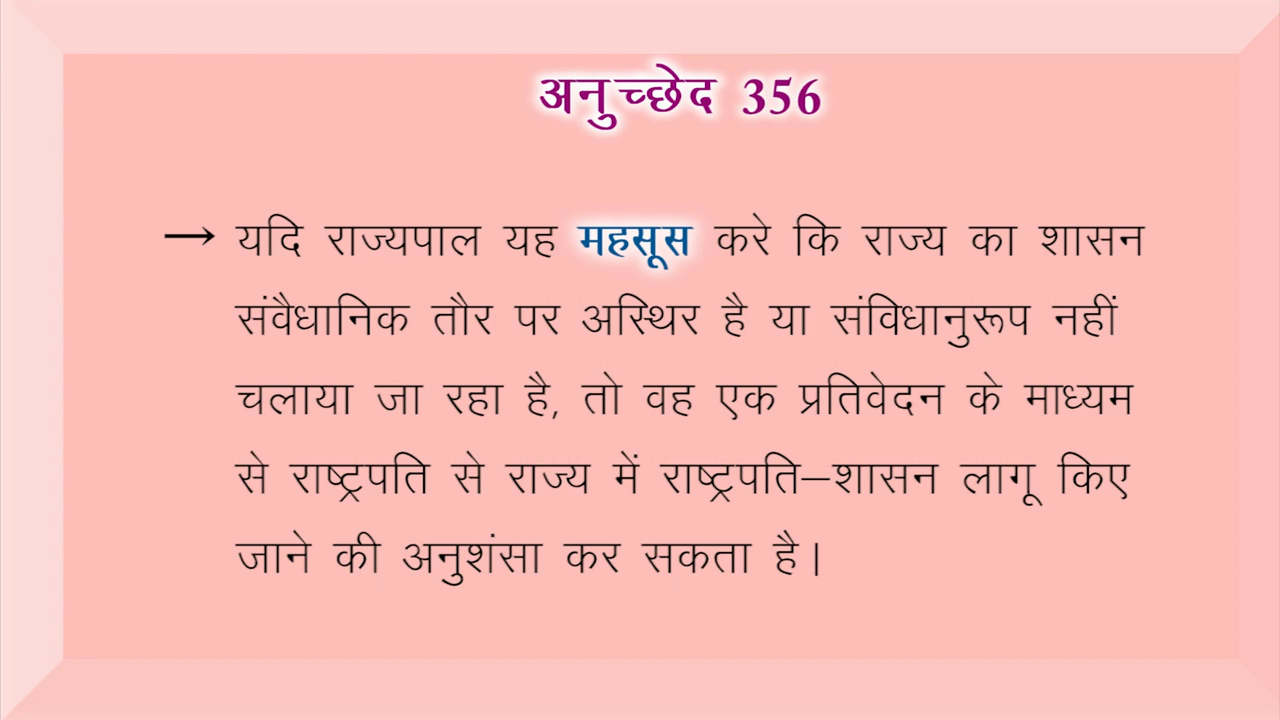 अनुच्छेद 356
→ यदि राज्यपाल यह महसूस करे कि राज्य का शासन
संवैधानिक तौर पर अस्थिर है या संविधानुरूप नहीं
चलाया जा रहा है, तो वह एक प्रतिवेदन के माध्यम
से राष्ट्रपति से राज्य में राष्ट्रपति–शासन लागू किए
जाने की अनुशंसा कर सकता है।